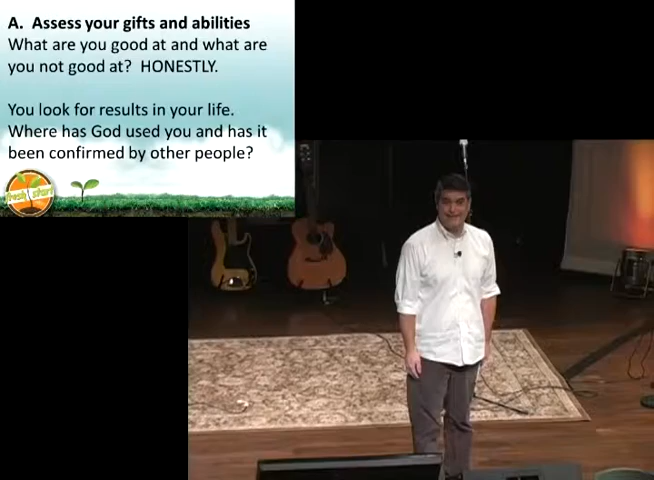 A. Assess your gifts and abilities
What are you good at and what are
you not good at? HONESTLY.
You look for results in your life.
Where has God used you and has it
been confirmed by other people?
fresh start